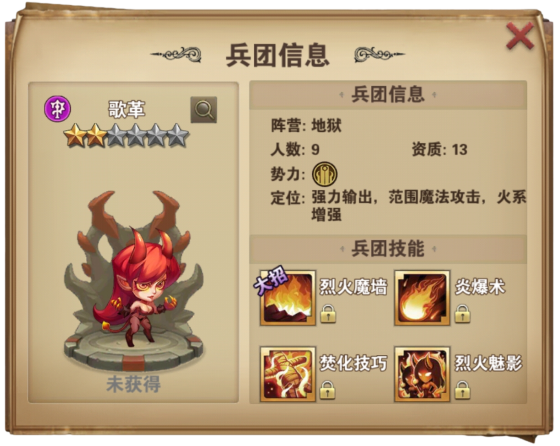 兵团信息
歌革
未获得
兵团信息
阵营: 地狱
人数: 9 资质: 13
势力:
定位: 强力输出，范围魔法攻击，火系
增强
兵团技能
大招
烈火魔墙 炎爆术
焚化技巧 烈火魅影